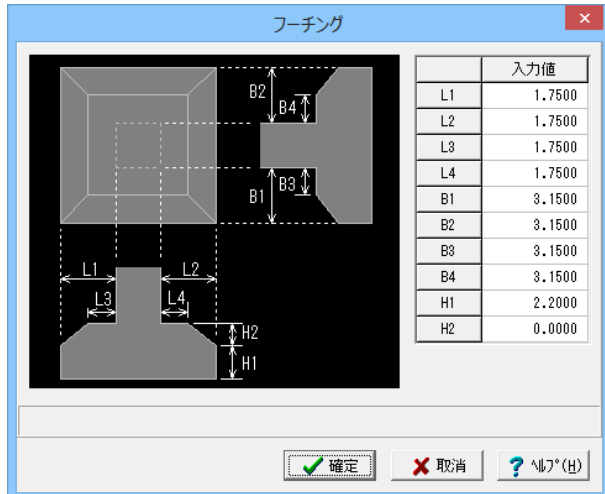 フーチング
入力値
L1 1.7500
L2 1.7500
L3 1.7500
L4 1.7500
B1 3.1500
B2 3.1500
B3 3.1500
B4 3.1500
H1 2.2000
H2 0.0000
B2
B4
B3
B1
L1
L2
L3
L4
H2
H1
確定
取消
ﾍﾙﾌﾟ(H)